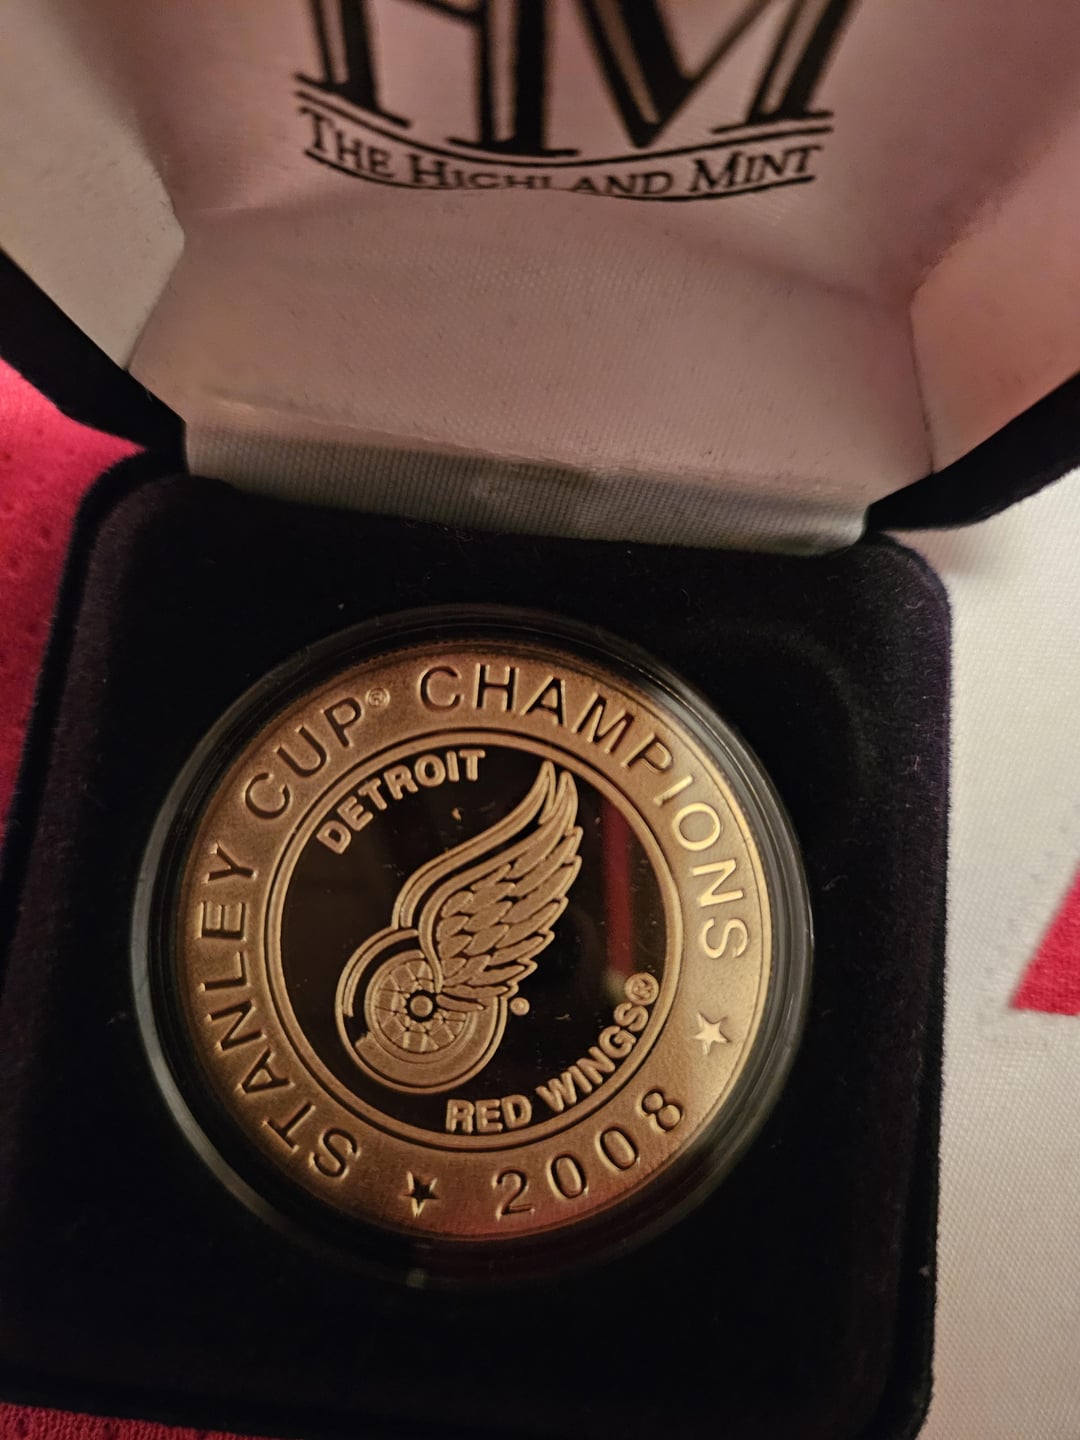 HM
THE HIGHLAND MINT
STANLEY CUP® CHAMPIONS
DETROIT
RED WINGS®
2008